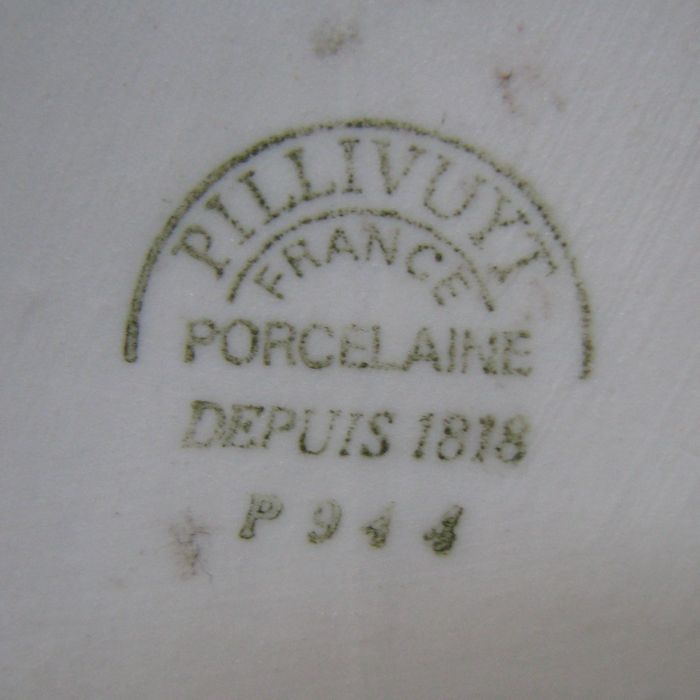 PILLIVUYT
FRANCE
PORCELAINE
DEPUIS 1818
P 944